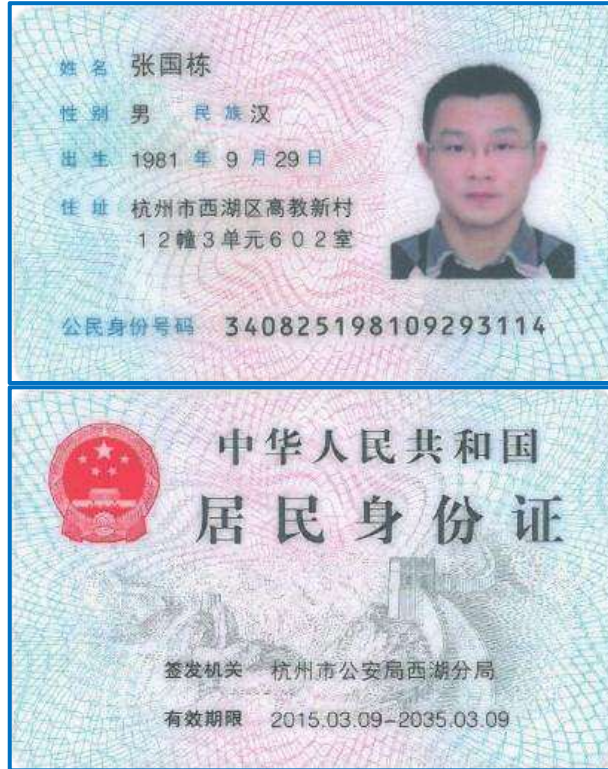 姓名 张国栋
性别 男 民族 汉
出生 1981 年 9 月 29 日
住址 杭州市西湖区高教新村
12幢3单元602室
公民身份号码 340825198109293114
中华人民共和国
居民身份证
签发机关 杭州市公安局西湖分局
有效期限 2015.03.09-2035.03.09